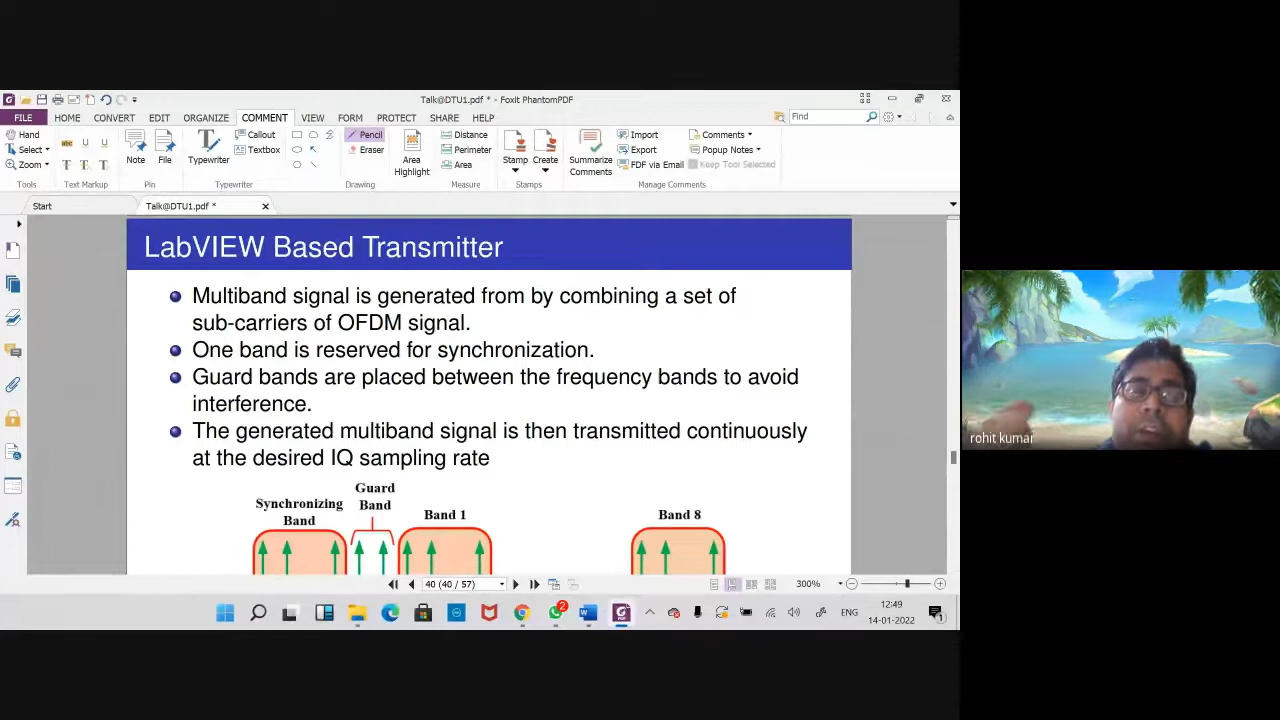 Talk@DTU1.pdf * - Foxit PhantomPDF
FILE HOME CONVERT EDIT ORGANIZE COMMENT VIEW FORM PROTECT SHARE HELP Find
Hand Select Zoom Tools
abc U U T T T Text Markup
Note File Pin
Typewriter Callout Textbox Typewriter
Pencil Eraser Drawing
Area Highlight Distance Perimeter Area Measure
Stamp Create Stamps
Summarize Comments Import Export FDF via Email Comments Popup Notes Keep Tool Selected Manage Comments
Start Talk@DTU1.pdf *
LabVIEW Based Transmitter
Multiband signal is generated from by combining a set of
sub-carriers of OFDM signal.
One band is reserved for synchronization.
Guard bands are placed between the frequency bands to avoid
interference.
The generated multiband signal is then transmitted continuously
at the desired IQ sampling rate
Synchronizing
Band
Guard
Band
Band 1
Band 8
40 (40 / 57) 300%
2 ENG 12:49
14-01-2022 1
rohit kumar